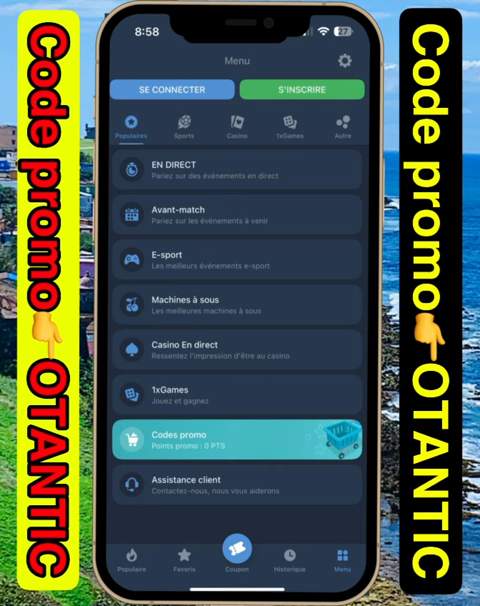 Code promo👉OTANTIC
8:58
27
Menu
SE CONNECTER
S'INSCRIRE
Populaires
Sports
Casino
1xGames
Autre
EN DIRECT
Pariez sur des événements en direct
Avant-match
Pariez sur les événements à venir
E-sport
Les meilleurs événements e-sport
Machines à sous
Les meilleures machines à sous
Casino En direct
Ressentez l'impression d'être au casino
1xGames
Jouez et gagnez
Codes promo
Points promo : 0 PTS
Assistance client
Contactez-nous, nous vous aiderons
Populaire
Favoris
Coupon
Historique
Menu
Code promo👉OTANTIC